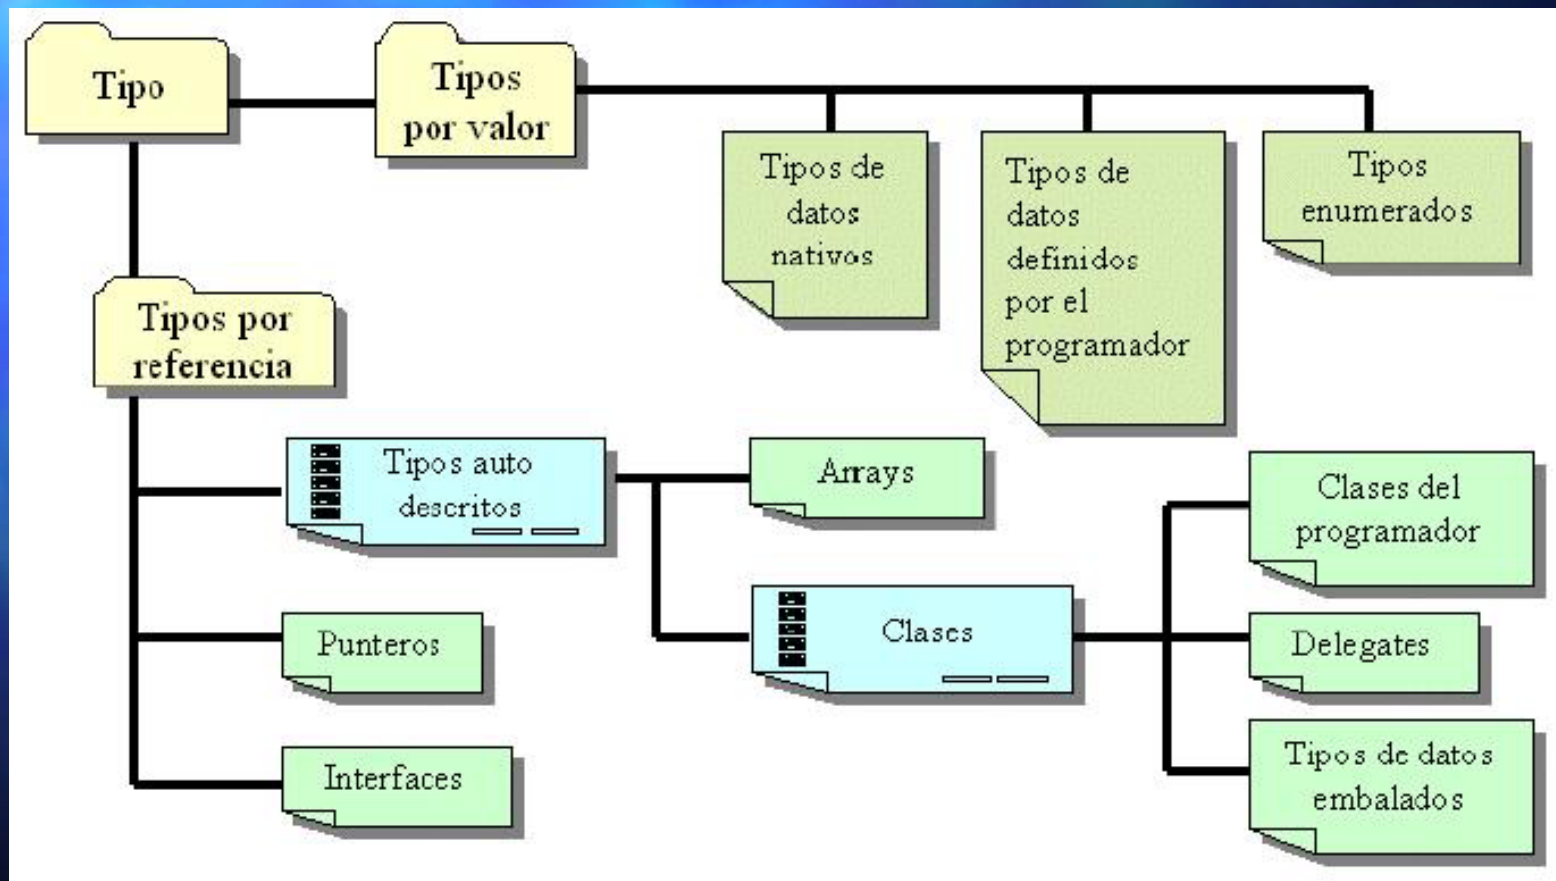 Tipo
Tipos
por valor
Tipos de
datos
nativos
Tipos de
datos
definidos
por el
programador
Tipos
enumerados
Tipos por
referencia
Tipos auto
descritos
Arrays
Clases del
programador
Clases
Punteros
Delegates
Interfaces
Tipos de datos
embalados